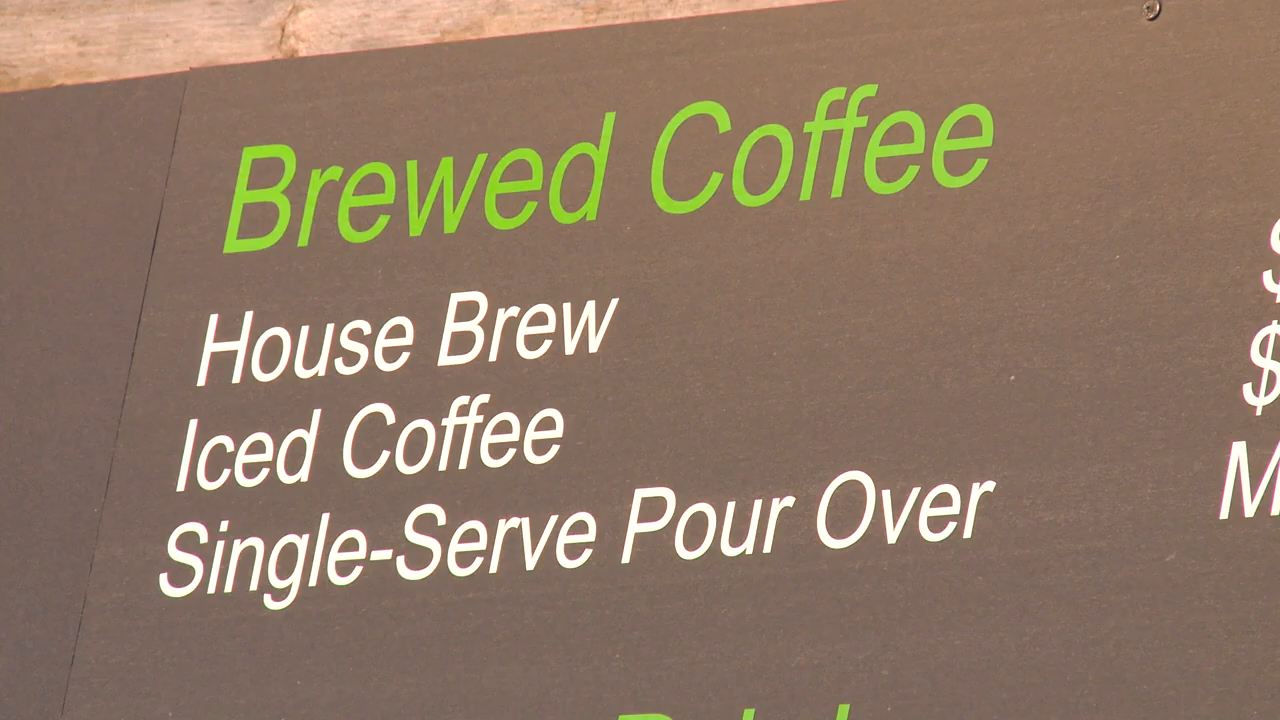 Brewed Coffee
House Brew
$
Iced Coffee
$
Single-Serve Pour Over
M